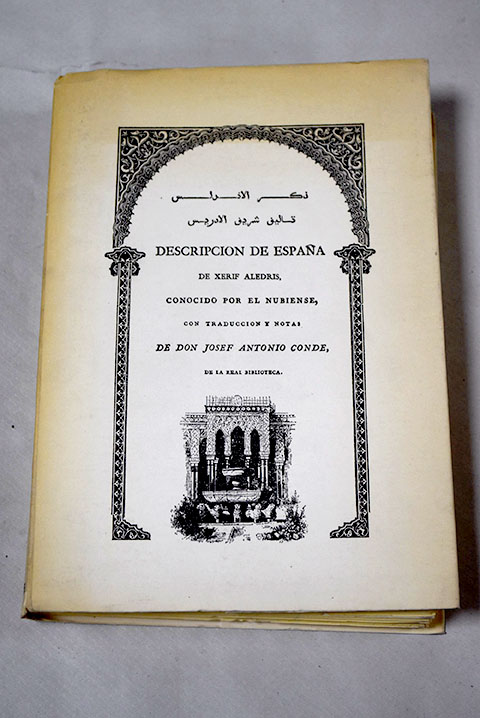 ذكر الاندلس
تاليف شريف الادريس
DESCRIPCION DE ESPAÑA
DE XERIF ALEDRIS,
CONOCIDO POR EL NUBIENSE,
CON TRADUCCION Y NOTAS
DE DON JOSEF ANTONIO CONDE,
DE LA REAL BIBLIOTECA.